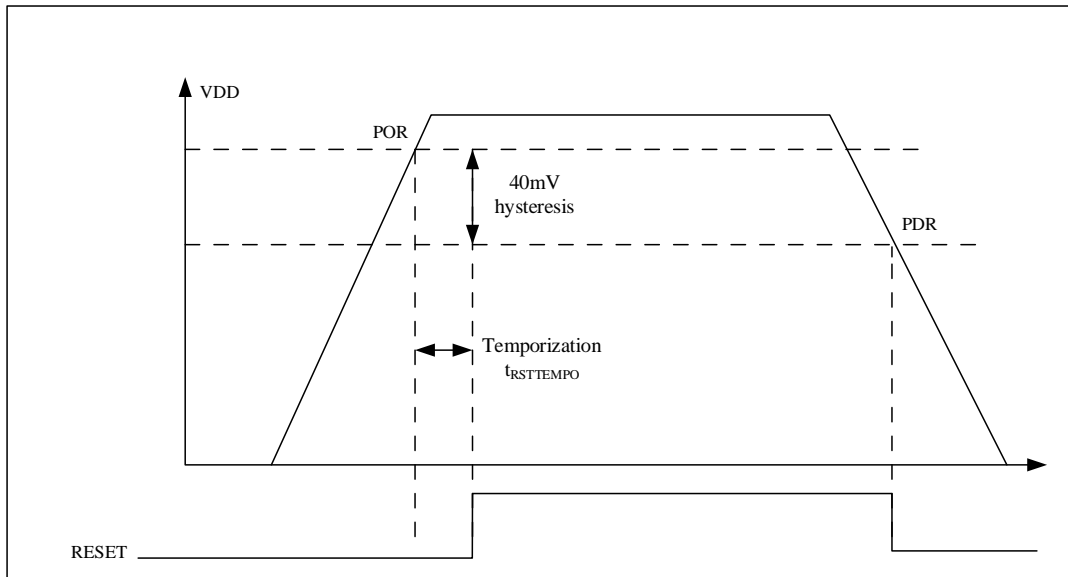 VDD
POR
40mV
hysteresis
PDR
Temporization
tRSTTEMPO
RESET